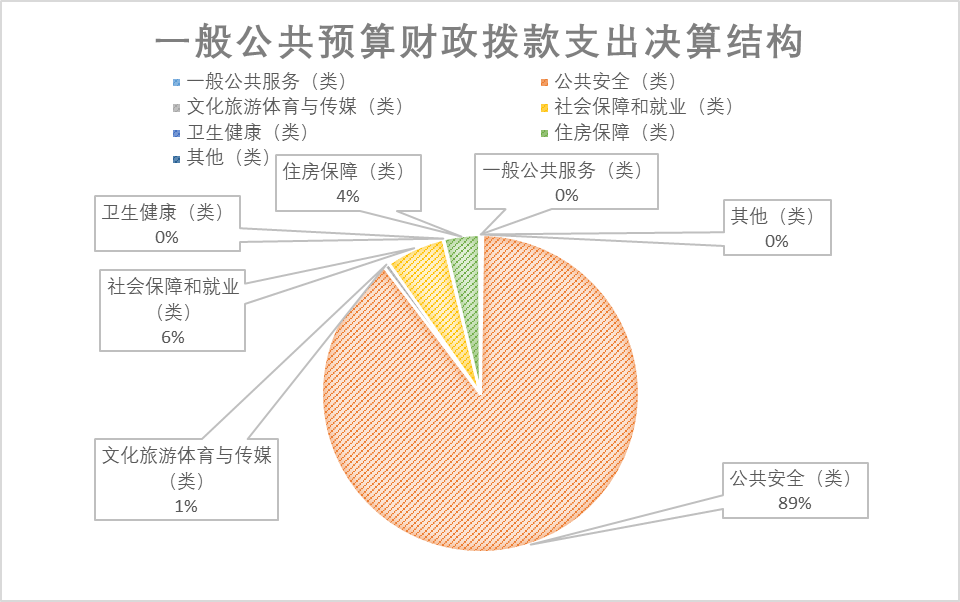 一般公共预算财政拨款支出决算结构
一般公共服务（类）
公共安全（类）
文化旅游体育与传媒（类）
社会保障和就业（类）
卫生健康（类）
住房保障（类）
其他（类）
住房保障（类）
4%
一般公共服务（类）
0%
卫生健康（类）
0%
其他（类）
0%
社会保障和就业
（类）
6%
文化旅游体育与传媒
（类）
1%
公共安全（类）
89%